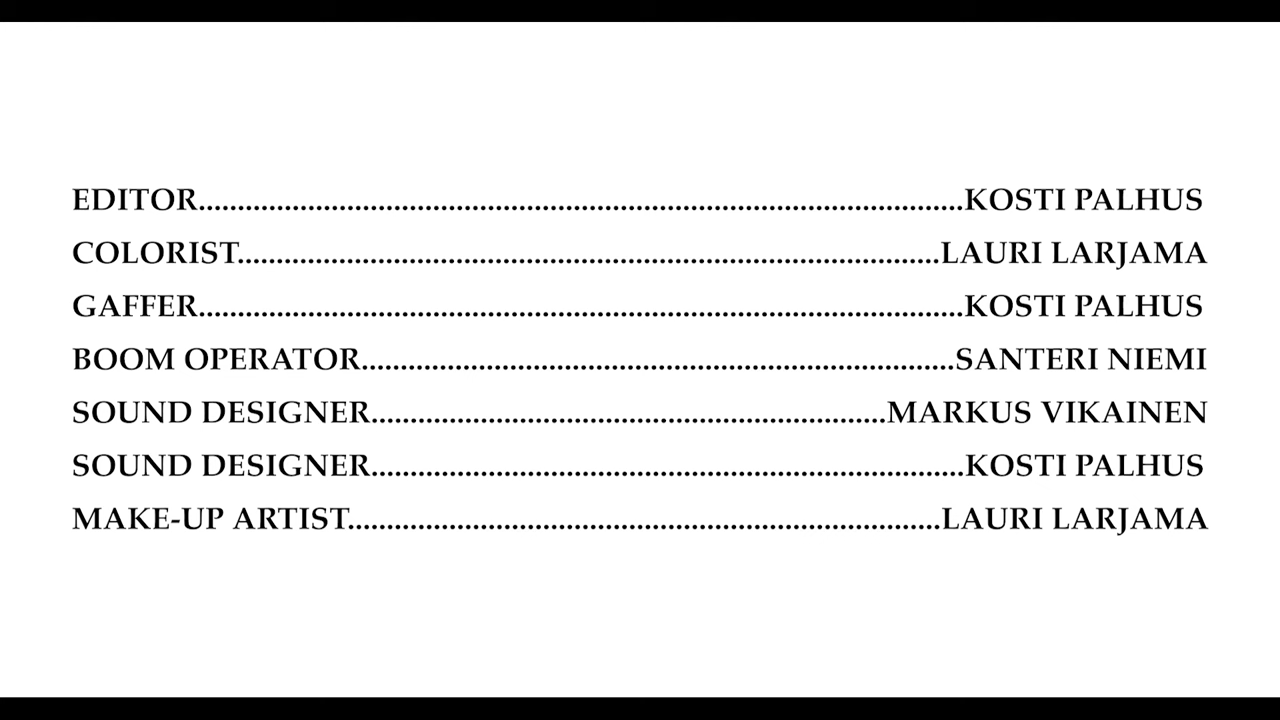 EDITOR....................................................................................................KOSTI PALHUS
COLORIST............................................................................................LAURI LARJAMA
GAFFER....................................................................................................KOSTI PALHUS
BOOM OPERATOR.............................................................................SANTERI NIEMI
SOUND DESIGNER...................................................................MARKUS VIKAINEN
SOUND DESIGNER.............................................................................KOSTI PALHUS
MAKE-UP ARTIST.............................................................................LAURI LARJAMA